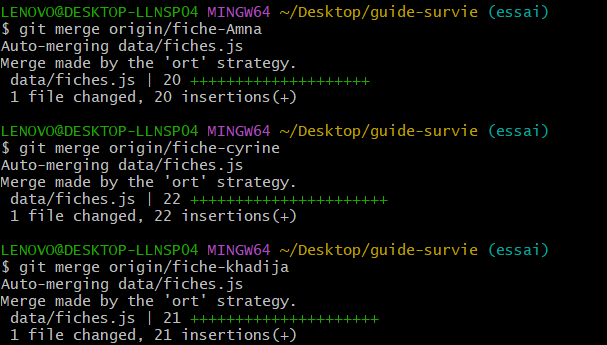 LENOVO@DESKTOP-LLNSP04 MINGW64 ~/Desktop/guide-survie (essai)
$ git merge origin/fiche-Amna
Auto-merging data/fiches.js
Merge made by the 'ort' strategy.
 data/fiches.js | 20 ++++++++++++++++++++
 1 file changed, 20 insertions(+)

LENOVO@DESKTOP-LLNSP04 MINGW64 ~/Desktop/guide-survie (essai)
$ git merge origin/fiche-cyrine
Auto-merging data/fiches.js
Merge made by the 'ort' strategy.
 data/fiches.js | 22 ++++++++++++++++++++++
 1 file changed, 22 insertions(+)

LENOVO@DESKTOP-LLNSP04 MINGW64 ~/Desktop/guide-survie (essai)
$ git merge origin/fiche-khadija
Auto-merging data/fiches.js
Merge made by the 'ort' strategy.
 data/fiches.js | 21 +++++++++++++++++++++
 1 file changed, 21 insertions(+)